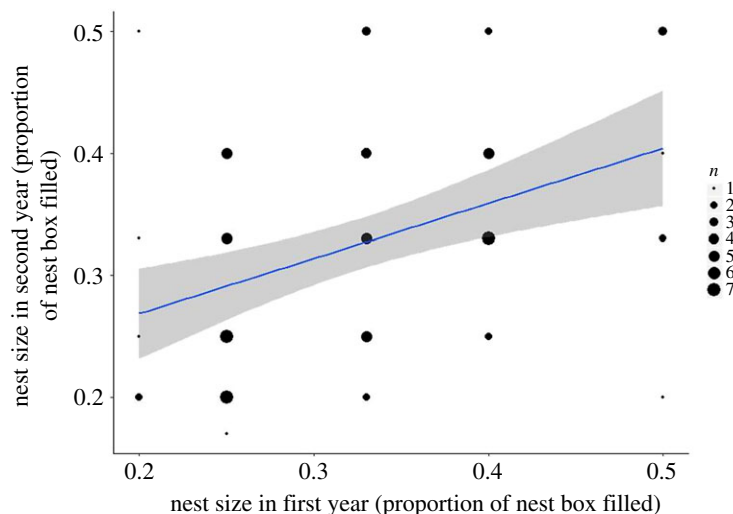 nest size in second year (proportion
of nest box filled)
0.5
0.4
0.3
0.2
0.2 0.3 0.4 0.5
nest size in first year (proportion of nest box filled)
n
1
2
3
4
5
6
7